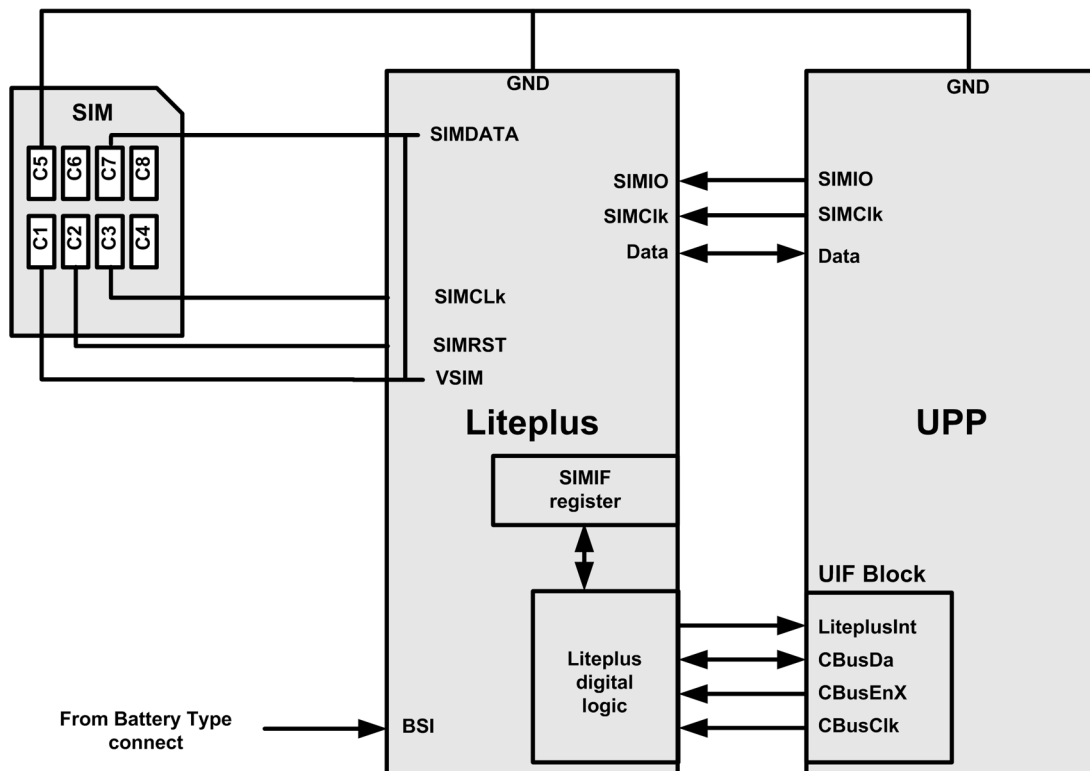 GND
GND
SIM
SIMDATA
C5
C6
C7
C8
SIMIO
SIMIO
SIMClk
SIMClk
C1
C2
C3
C4
Data
Data
SIMCLk
SIMRST
VSIM
Liteplus
UPP
SIMIF
register
UIF Block
LiteplusInt
Liteplus
digital
logic
CBusDa
CBusEnX
CBusClk
From Battery Type
connect
BSI